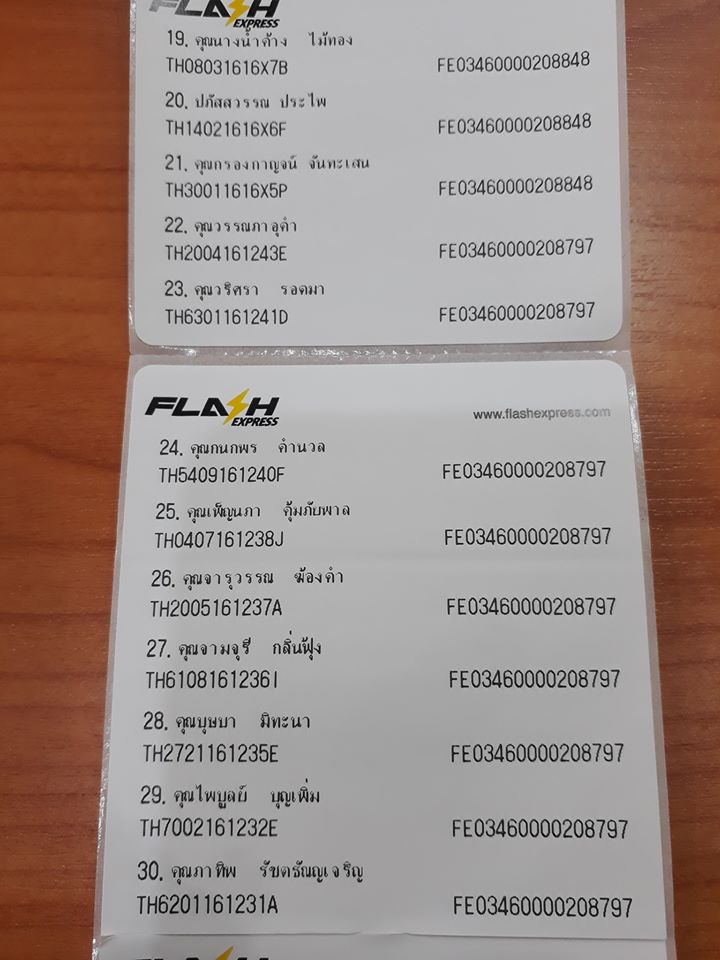 FLASH
EXPRESS
19. คุณนางน้ำค้าง ไม้ทอง
TH08031616X7B FE03460000208848
20. ปภัสสวรรณ ประไพ
TH14021616X6F FE03460000208848
21. คุณกรองกาญจน์ จันทะเสน
TH30011616X5P FE03460000208848
22. คุณวรรณภาอุคำ
TH2004161243E FE03460000208797
23. คุณวริศรา รอดมา
TH6301161241D FE03460000208797
FLASH
EXPRESS
www.flashexpress.com
24. คุณกนกพร คำนวล
TH5409161240F FE03460000208797
25. คุณเพ็ญนภา คุ้มภัยพาล
TH0407161238J FE03460000208797
26. คุณจารุวรรณ ฆ้องคำ
TH2005161237A FE03460000208797
27. คุณจามจุรี กลิ่นฟุ้ง
TH6108161236I FE03460000208797
28. คุณบุษบา มิทะนา
TH2721161235E FE03460000208797
29. คุณไพบูลย์ บุญเพิ่ม
TH7002161232E FE03460000208797
30. คุณภาทิพ รัชตธัญญเจริญ
TH6201161231A FE03460000208797